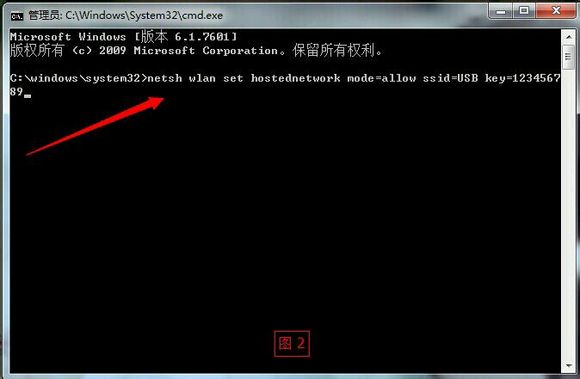 管理员: C:\Windows\System32\cmd.exe
Microsoft Windows [版本 6.1.7601]
版权所有 (c) 2009 Microsoft Corporation。保留所有权利。
C:\windows\system32>netsh wlan set hostednetwork mode=allow ssid=USB key=1234567
89_
图 2